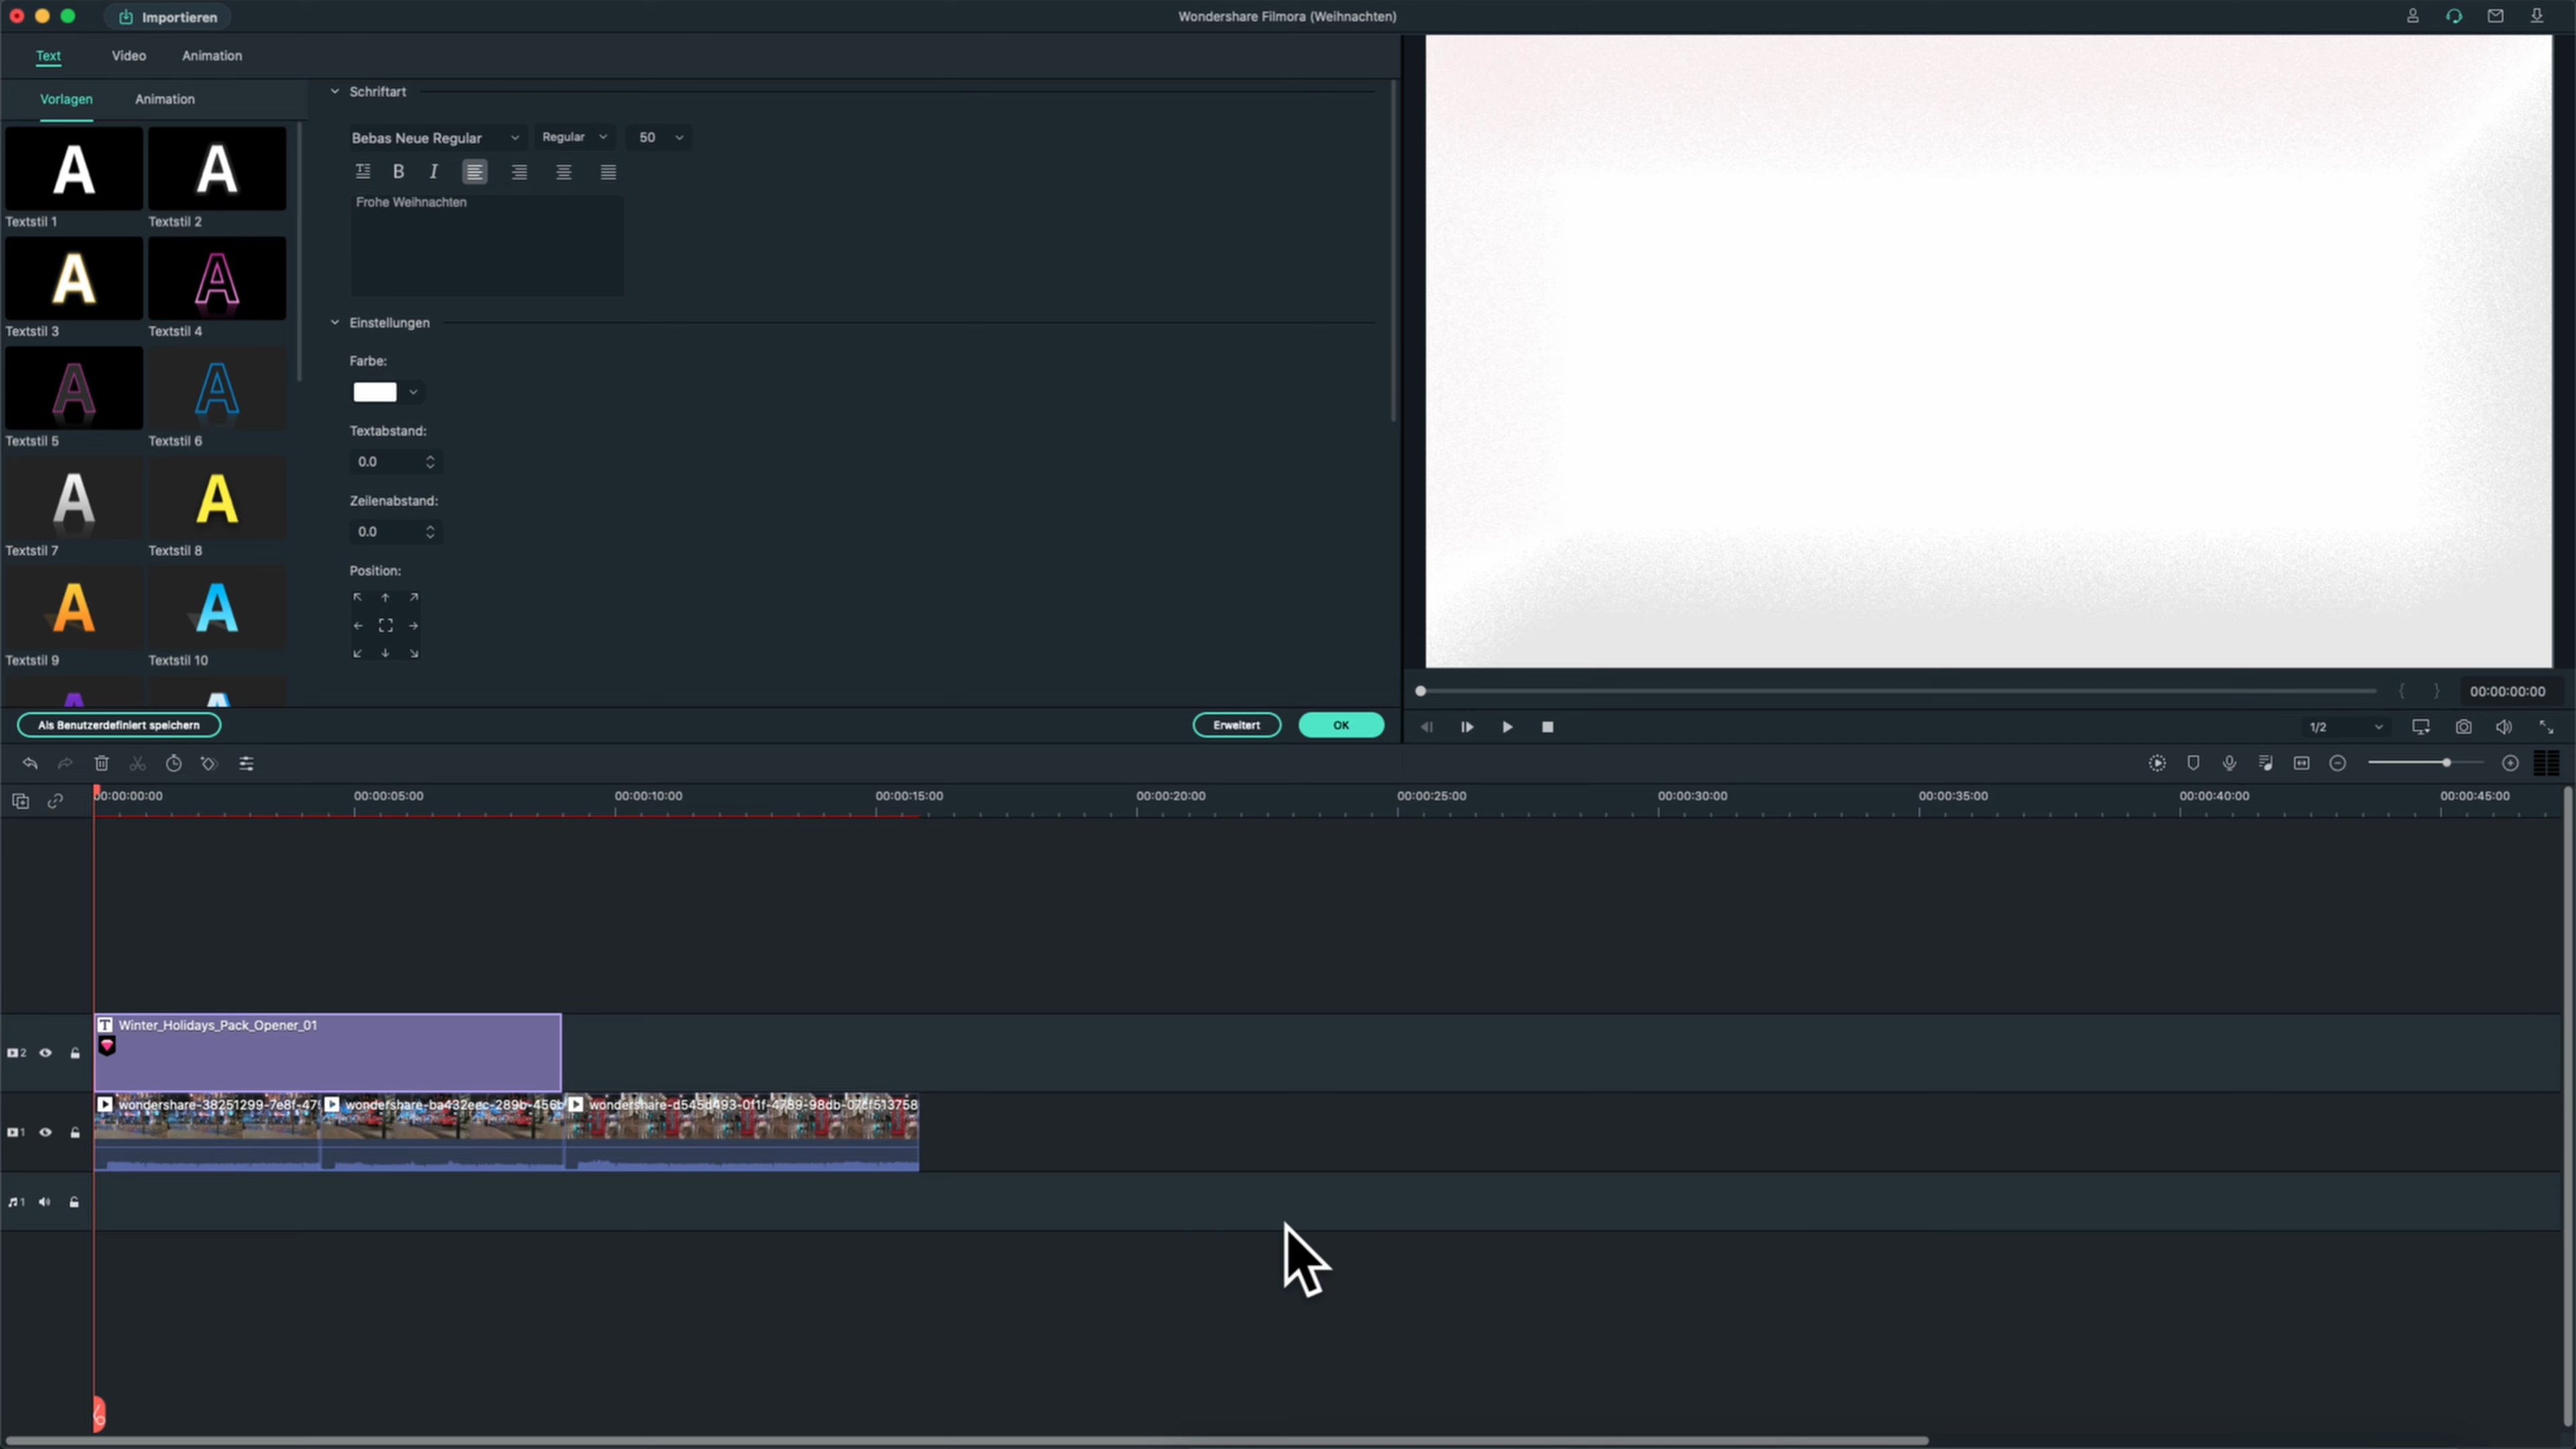 Importieren
Wondershare Filmora (Weihnachten)
Text Video Animation
Vorlagen Animation
A A
Textstil 1 Textstil 2
A A
Textstil 3 Textstil 4
A A
Textstil 5 Textstil 6
A A
Textstil 7 Textstil 8
A A
Textstil 9 Textstil 10
Schriftart
Bebas Neue Regular Regular 50
B I
Frohe Weihnachten
Einstellungen
Farbe:
Textabstand:
0.0
Zeilenabstand:
0.0
Position:
Als Benutzerdefiniert speichern Erweitert OK
{ } 00:00:00:00
1/2
00:00:00:00 00:00:05:00 00:00:10:00 00:00:15:00 00:00:20:00 00:00:25:00 00:00:30:00 00:00:35:00 00:00:40:00 00:00:45:00
2 T Winter_Holidays_Pack_Opener_01
1 wondershare-38251299-7e8f-47 wondershare-ba432eec-289b-456 wondershare-d545d493-0f1f-4789-98db-07cf513758
1